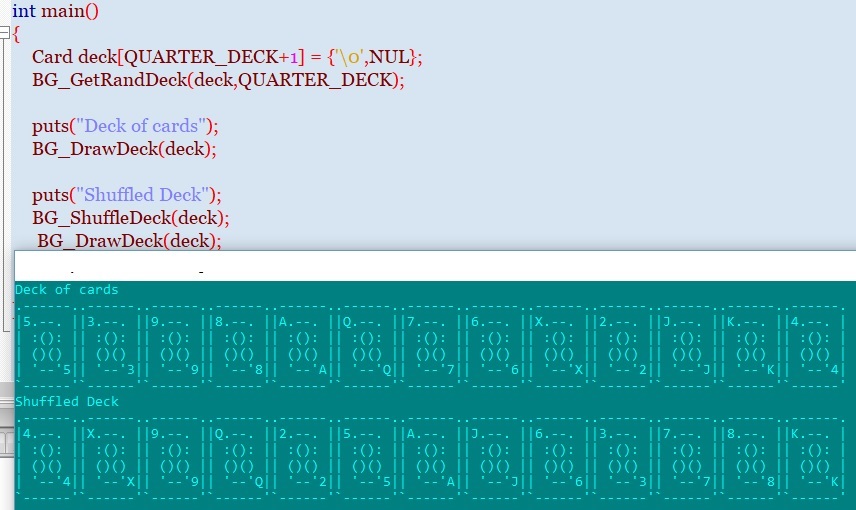 int main()
{
Card deck[QUARTER_DECK+1] = {'\0',NUL};
BG_GetRandDeck(deck,QUARTER_DECK);
puts("Deck of cards");
BG_DrawDeck(deck);
puts("Shuffled Deck");
BG_ShuffleDeck(deck);
BG_DrawDeck(deck);
Deck of cards
.------..------..------..------..------..------..------..------..------..------..------..------..------.
|5.--. ||3.--. ||9.--. ||8.--. ||A.--. ||Q.--. ||7.--. ||6.--. ||X.--. ||2.--. ||J.--. ||K.--. ||4.--. |
| :(): || :(): || :(): || :(): || :(): || :(): || :(): || :(): || :(): || :(): || :(): || :(): || :(): |
| ()() || ()() || ()() || ()() || ()() || ()() || ()() || ()() || ()() || ()() || ()() || ()() || ()() |
| '--'5|| '--'3|| '--'9|| '--'8|| '--'A|| '--'Q|| '--'7|| '--'6|| '--'X|| '--'2|| '--'J|| '--'K|| '--'4|
`------'`------'`------'`------'`------'`------'`------'`------'`------'`------'`------'`------'`------'
Shuffled Deck
.------..------..------..------..------..------..------..------..------..------..------..------..------.
|4.--. ||X.--. ||9.--. ||Q.--. ||2.--. ||5.--. ||A.--. ||J.--. ||6.--. ||3.--. ||7.--. ||8.--. ||K.--. |
| :(): || :(): || :(): || :(): || :(): || :(): || :(): || :(): || :(): || :(): || :(): || :(): || :(): |
| ()() || ()() || ()() || ()() || ()() || ()() || ()() || ()() || ()() || ()() || ()() || ()() || ()() |
| '--'4|| '--'X|| '--'9|| '--'Q|| '--'2|| '--'5|| '--'A|| '--'J|| '--'6|| '--'3|| '--'7|| '--'8|| '--'K|
`------'`------'`------'`------'`------'`------'`------'`------'`------'`------'`------'`------'`------'